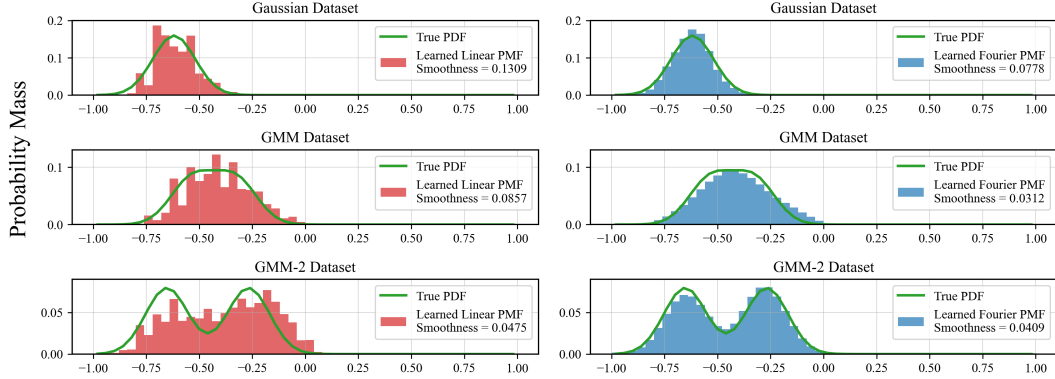 Probability Mass
Gaussian Dataset
0.2
0.1
0.0
True PDF
Learned Linear PMF
Smoothness = 0.1309
−1.00 −0.75 −0.50 −0.25 0.00 0.25 0.50 0.75 1.00
Gaussian Dataset
0.2
0.1
0.0
True PDF
Learned Fourier PMF
Smoothness = 0.0778
−1.00 −0.75 −0.50 −0.25 0.00 0.25 0.50 0.75 1.00
GMM Dataset
0.1
0.0
True PDF
Learned Linear PMF
Smoothness = 0.0857
−1.00 −0.75 −0.50 −0.25 0.00 0.25 0.50 0.75 1.00
GMM Dataset
0.1
0.0
True PDF
Learned Fourier PMF
Smoothness = 0.0312
−1.00 −0.75 −0.50 −0.25 0.00 0.25 0.50 0.75 1.00
GMM-2 Dataset
0.05
0.00
True PDF
Learned Linear PMF
Smoothness = 0.0475
−1.00 −0.75 −0.50 −0.25 0.00 0.25 0.50 0.75 1.00
GMM-2 Dataset
0.05
0.00
True PDF
Learned Fourier PMF
Smoothness = 0.0409
−1.00 −0.75 −0.50 −0.25 0.00 0.25 0.50 0.75 1.00